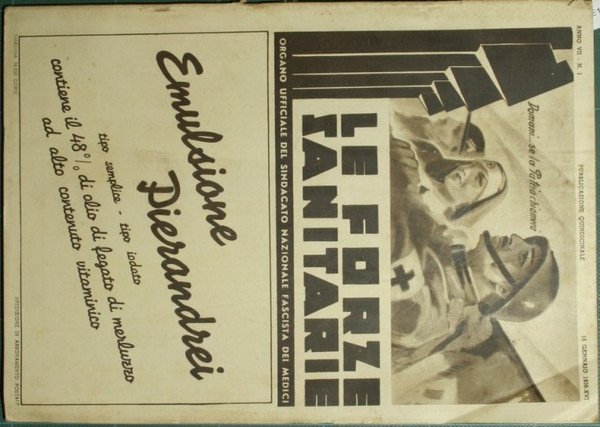 ANNO VII - N. 1
PUBBLICAZIONE QUINDICINALE
15 GENNAIO 1938-XVI
Domani... se la Patria chiamerà
LE FORZE
SANITARIE
ORGANO UFFICIALE DEL SINDACATO NAZIONALE FASCISTA DEI MEDICI
Emulsione
Pierandrei
tipo semplice - tipo iodato
contiene il 48% di olio di fegato di merluzzo
ad alto contenuto vitaminico
SPEDIZIONE IN ABBONAMENTO POSTALE